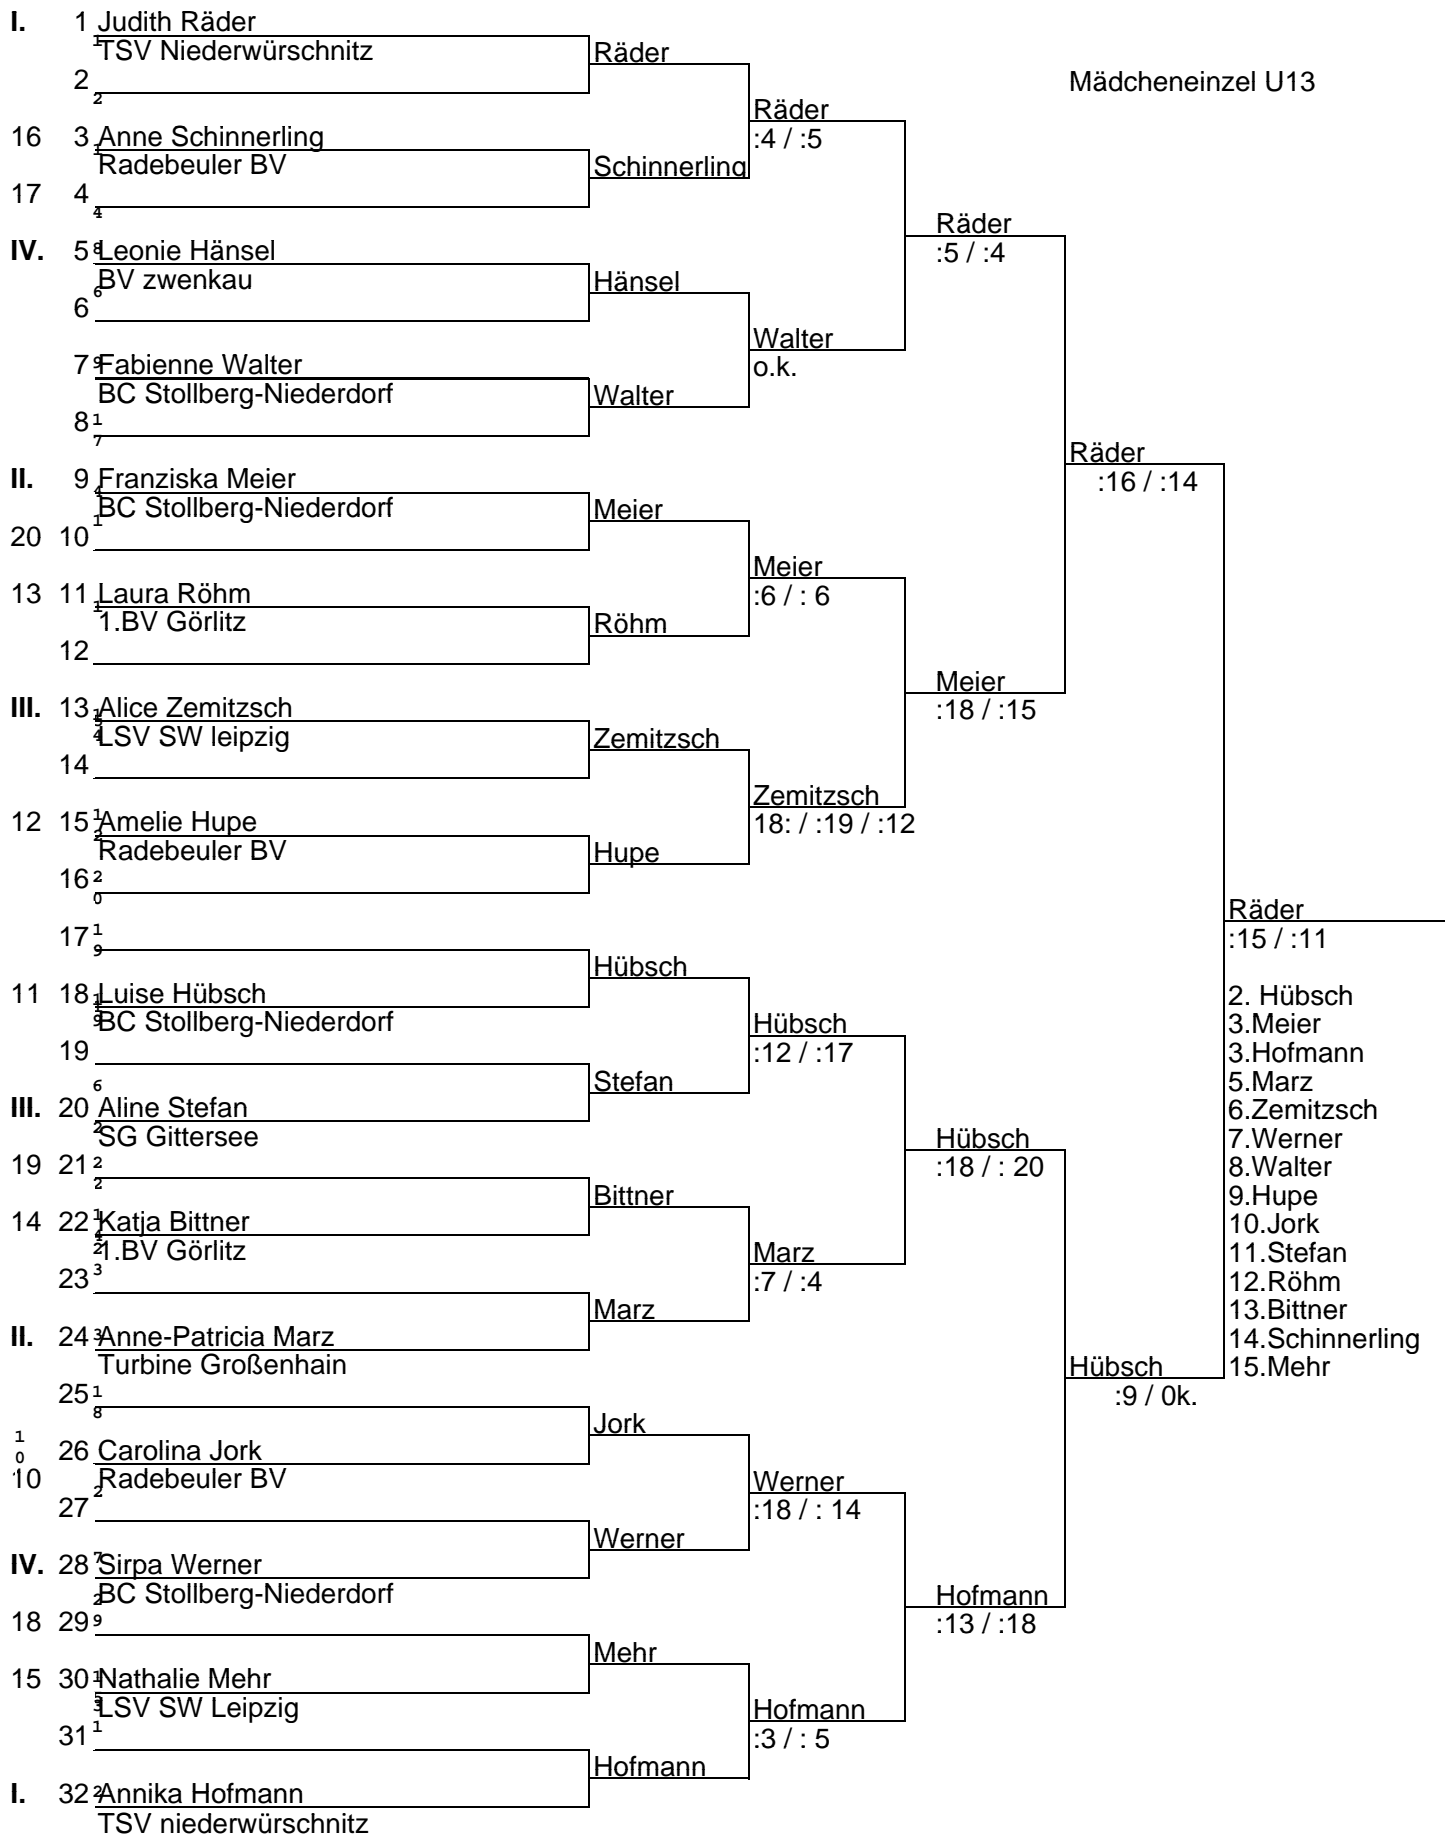 I. 1 Judith Räder
TSV Niederwürschnitz
Räder
2
Mädcheneinzel U13
Räder
16 3 Anne Schinnerling
:4 / :5
Radebeuler BV
Schinnerling
17 4
Räder
IV. 5 Leonie Hänsel
:5 / :4
BV zwenkau
Hänsel
6
Walter
7 Fabienne Walter
o.k.
BC Stollberg-Niederdorf
Walter
8
Räder
II. 9 Franziska Meier
:16 / :14
BC Stollberg-Niederdorf
Meier
20 10
Meier
13 11 Laura Röhm
:6 / : 6
1.BV Görlitz
Röhm
12
Meier
III. 13 Alice Zemitzsch
:18 / :15
LSV SW leipzig
Zemitzsch
14
Zemitzsch
12 15 Amelie Hupe
18: / :19 / :12
Radebeuler BV
Hupe
16
Räder
17
:15 / :11
Hübsch
11 18 Luise Hübsch
2. Hübsch
BC Stollberg-Niederdorf
Hübsch
3.Meier
19
:12 / :17
3.Hofmann
Stefan
5.Marz
III. 20 Aline Stefan
6.Zemitzsch
SG Gittersee
Hübsch
7.Werner
19 21
:18 / : 20
8.Walter
Bittner
9.Hupe
14 22 Katja Bittner
10.Jork
1.BV Görlitz
Marz
11.Stefan
23
:7 / :4
12.Röhm
Marz
13.Bittner
II. 24 Anne-Patricia Marz
14.Schinnerling
Turbine Großenhain
Hübsch
15.Mehr
25
:9 / 0k.
Jork
26 Carolina Jork
10 Radebeuler BV
Werner
27
:18 / : 14
Werner
IV. 28 Sirpa Werner
BC Stollberg-Niederdorf
Hofmann
18 29
:13 / :18
Mehr
15 30 Nathalie Mehr
LSV SW Leipzig
Hofmann
31
:3 / : 5
Hofmann
I. 32 Annika Hofmann
TSV niederwürschnitz